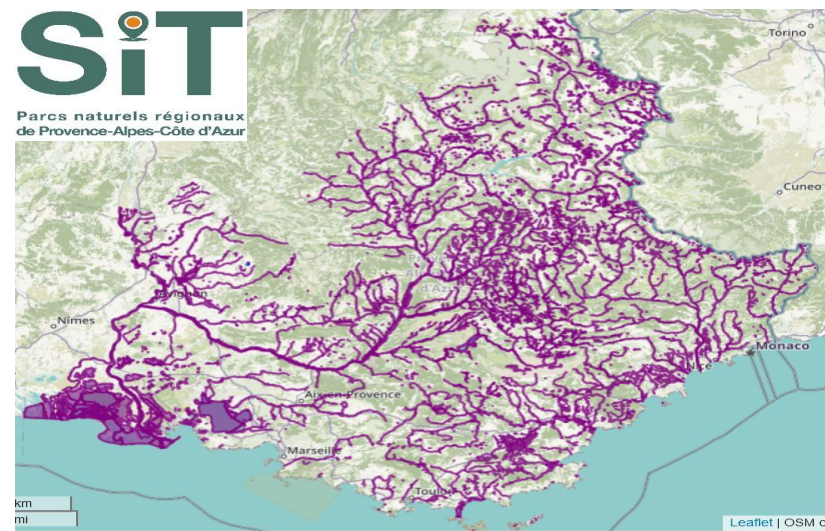 SiT
Parcs naturels régionaux
de Provence-Alpes-Côte d'Azur
Torino
Cuneo
Nîmes
Monaco
Nice
Aix-en-Provence
Marseille
Toulon
km
mi
Leaflet | OSM